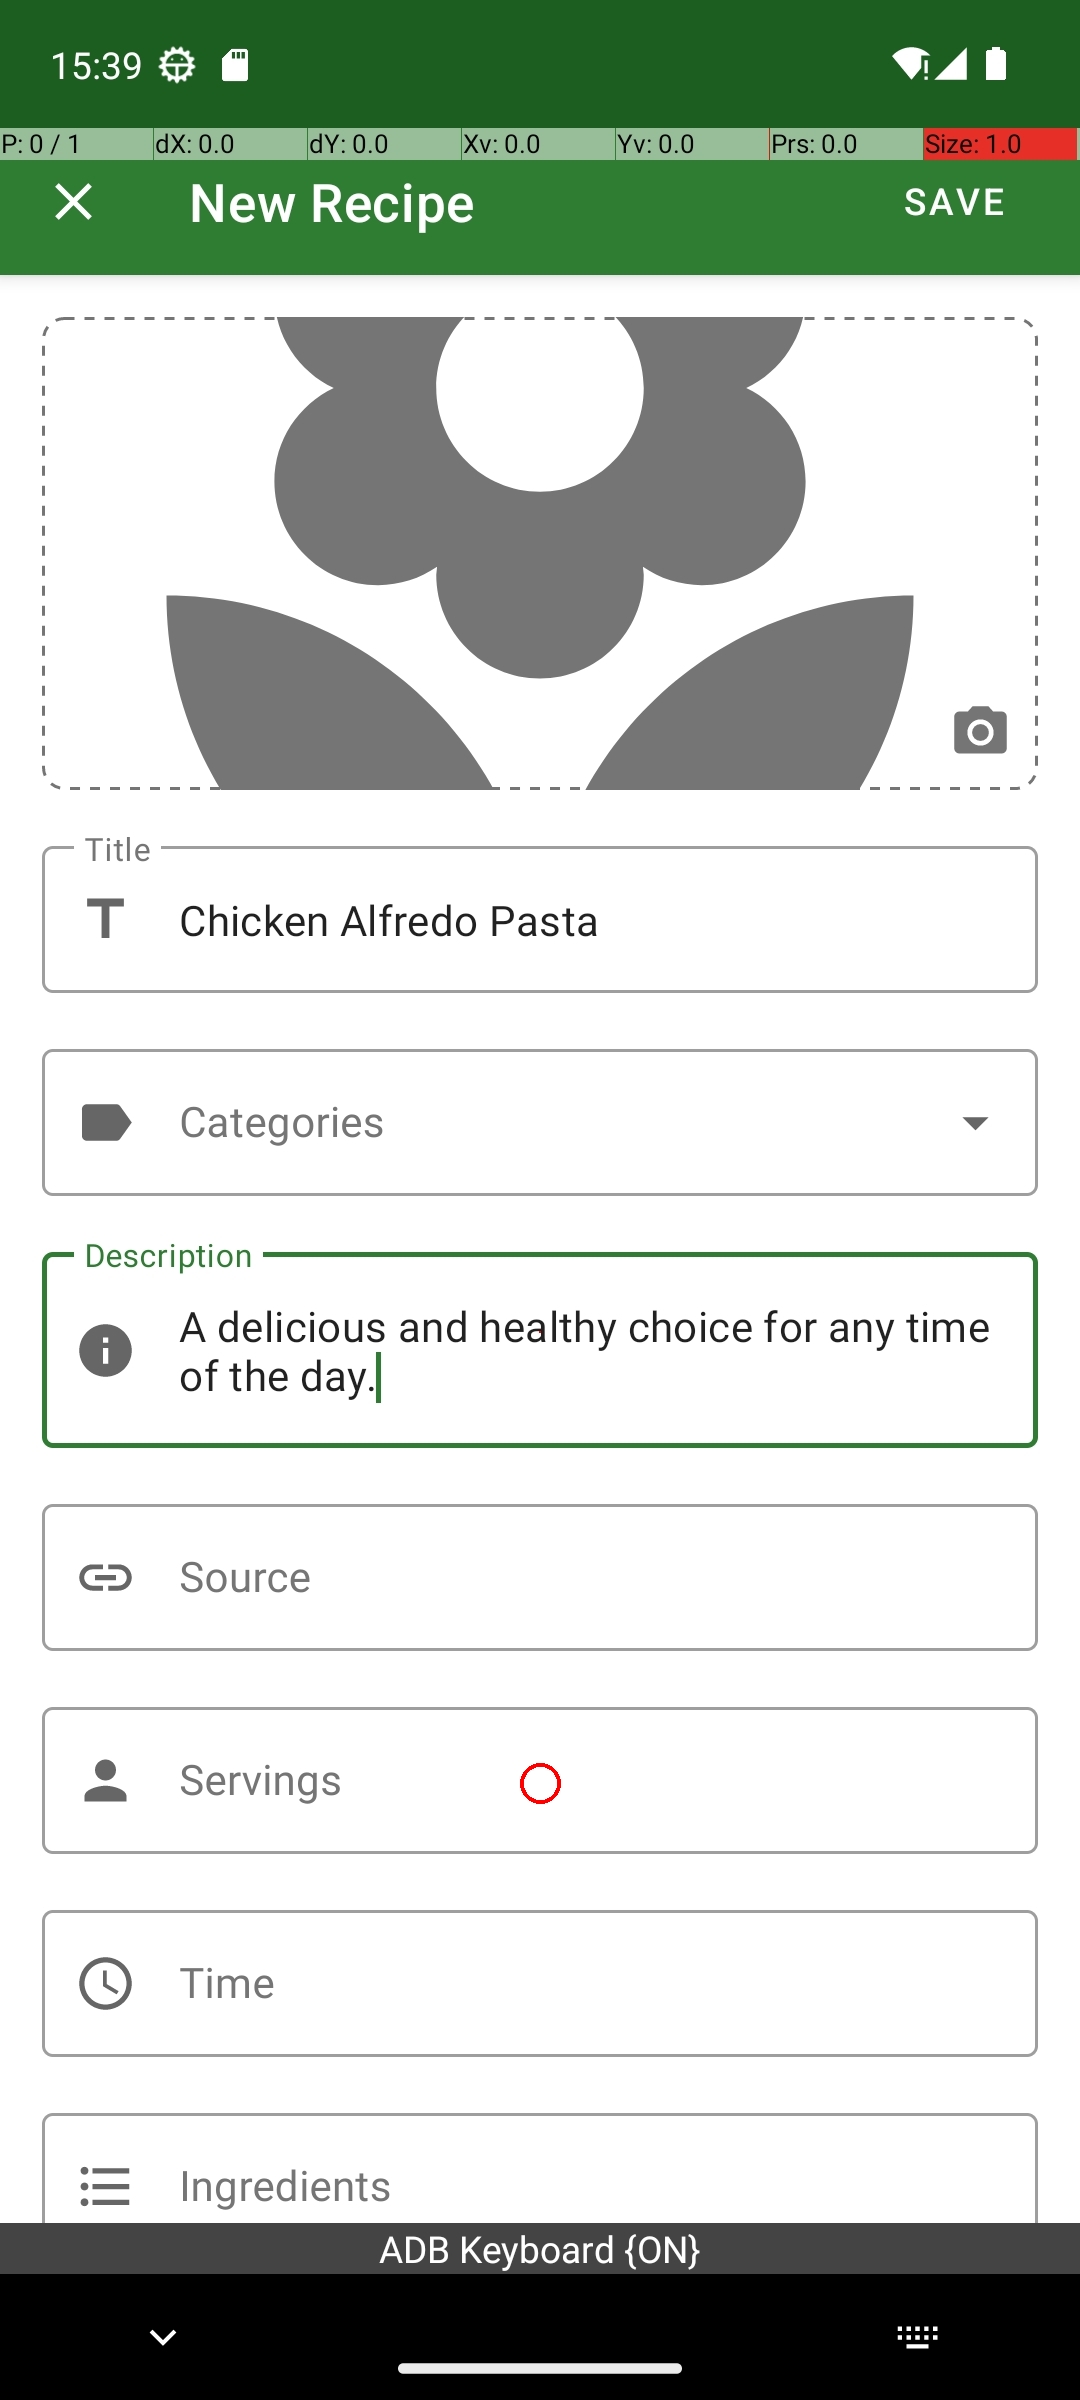 15:39
P: 0 / 1 dX: 0.0 dY: 0.0 Xv: 0.0 Yv: 0.0 Prs: 0.0 Size: 1.0
New Recipe SAVE
Title
Chicken Alfredo Pasta
Categories
Description
A delicious and healthy choice for any time
of the day.
Source
Servings
Time
Ingredients
ADB Keyboard {ON}